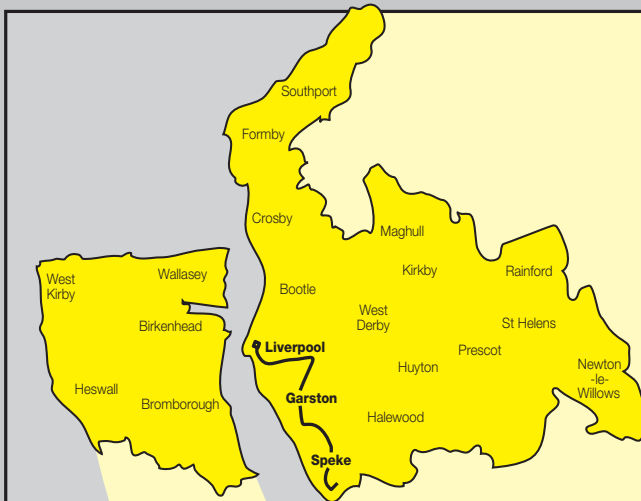 Southport
Formby
Crosby
Maghull
West
Kirby
Wallasey
Kirkby
Rainford
Bootle
West
Derby
Birkenhead
St Helens
Liverpool
Prescot
Huyton
Newton
-le-
Willows
Heswall
Garston
Bromborough
Halewood
Speke